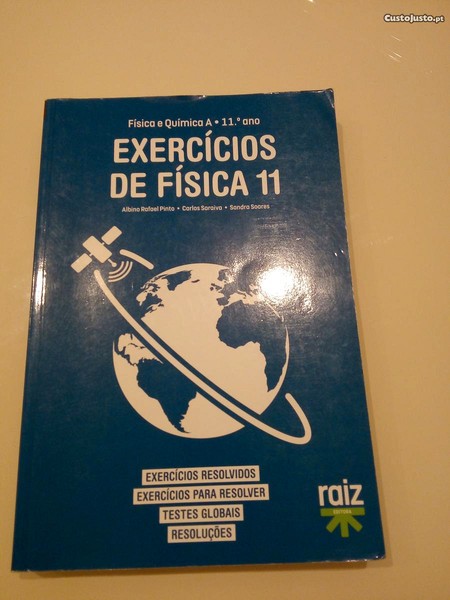 CustoJusto.pt
Física e Química A • 11.º ano
EXERCÍCIOS
DE FÍSICA 11
Albino Rafael Pinto • Carlos Saraiva • Sandra Soares
EXERCÍCIOS RESOLVIDOS
EXERCÍCIOS PARA RESOLVER
TESTES GLOBAIS
RESOLUÇÕES
raiz
EDITORA